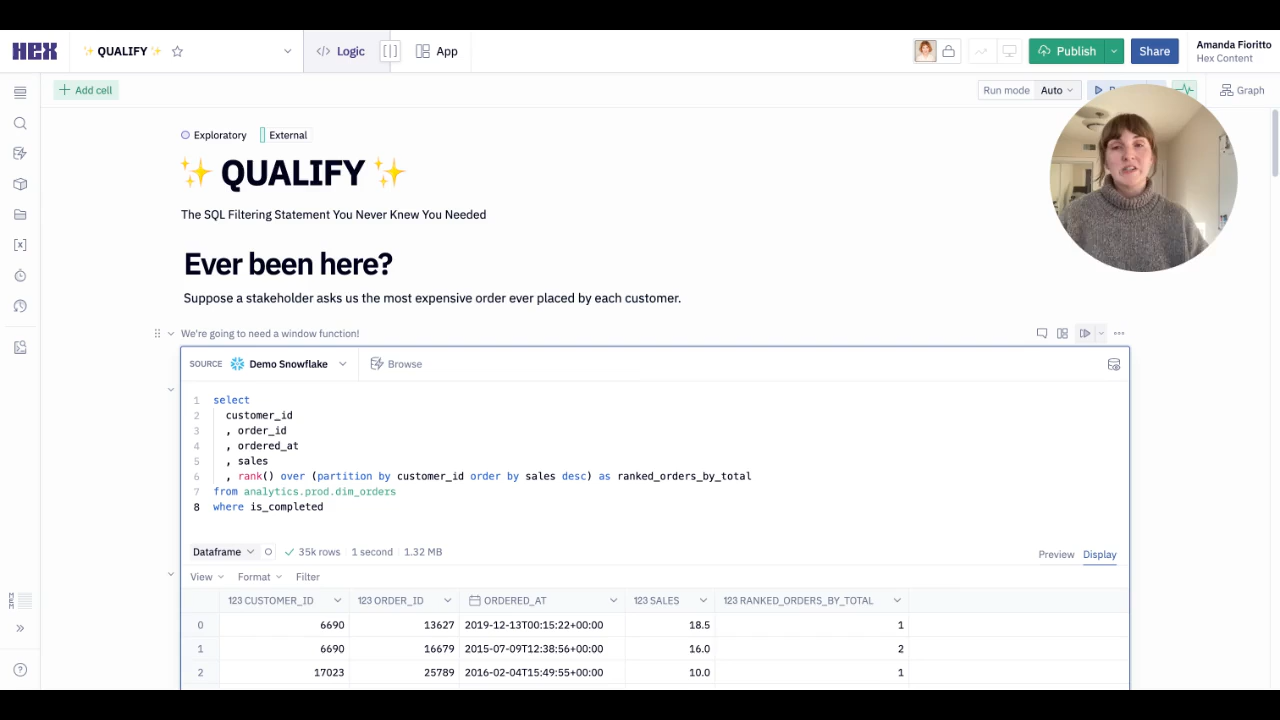 HEX
✨ QUALIFY ✨
Logic
App
Publish
Share
Amanda Fioritto
Hex Content
Add cell
Run mode
Auto
Graph
Exploratory
External
✨ QUALIFY ✨
The SQL Filtering Statement You Never Knew You Needed
Ever been here?
Suppose a stakeholder asks us the most expensive order ever placed by each customer.
We're going to need a window function!
SOURCE Demo Snowflake Browse
1 select
2 customer_id
3 , order_id
4 , ordered_at
5 , sales
6 , rank() over (partition by customer_id order by sales desc) as ranked_orders_by_total
7 from analytics.prod.dim_orders
8 where is_completed
Dataframe 35k rows 1 second 1.32 MB
Preview Display
View Format Filter
123 CUSTOMER_ID 123 ORDER_ID ORDERED_AT 123 SALES 123 RANKED_ORDERS_BY_TOTAL
0 6690 13627 2019-12-13T00:15:22+00:00 18.5 1
1 6690 16679 2015-07-09T12:38:56+00:00 16.0 2
2 17023 25789 2016-02-04T15:49:55+00:00 10.0 1